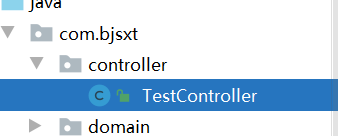 java
com.bjsxt
controller
C TestController
domain